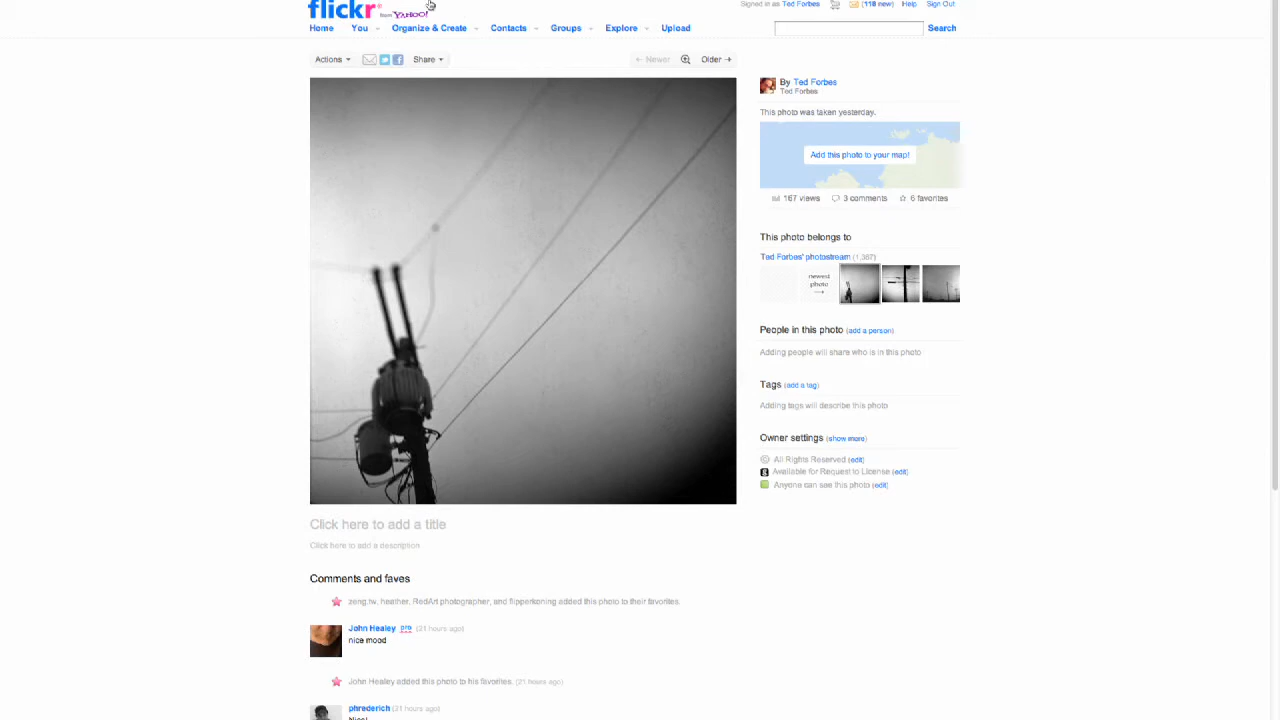 flickr from YAHOO!
Signed in as Ted Forbes (118 new) Help Sign Out
Home You Organize & Create Contacts Groups Explore Upload Search
Actions Share ← Newer Older →
By Ted Forbes
Ted Forbes
This photo was taken yesterday.
Add this photo to your map!
167 views 3 comments 6 favorites
This photo belongs to
Ted Forbes' photostream
newest
photo
→
People in this photo (add a person)
Adding people will share who is in this photo
Tags (add a tag)
Adding tags will describe this photo
Owner settings (show more)
© All Rights Reserved (edit)
Available for Request to License (edit)
Anyone can see this photo (edit)
Click here to add a title
Click here to add a description
Comments and faves
zeng.tw, heather, RedArt photographer, and flipperkoning added this photo to their favorites.
John Healey pro (21 hours ago)
nice mood
John Healey added this photo to his favorites. (21 hours ago)
phrederich (21 hours ago)